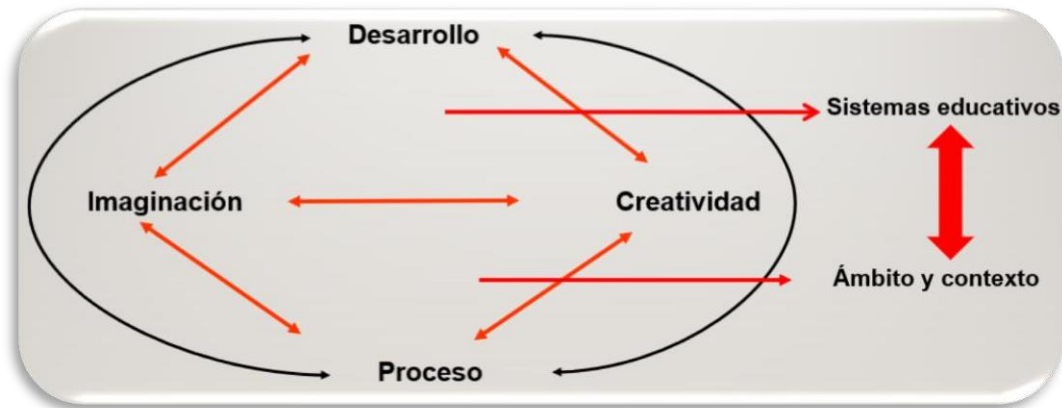 Desarrollo
Sistemas educativos
Imaginación
Creatividad
Ámbito y contexto
Proceso